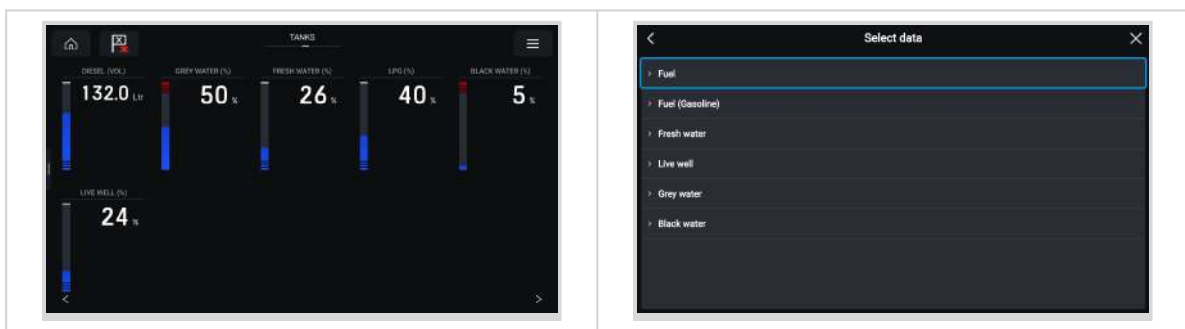 TANKS
DIESEL (VOL)
GREY WATER (%)
FRESH WATER (%)
LPG (%)
BLACK WATER (%)
132.0 Ltr
50 %
26 %
40 %
5 %
LIVE WELL (%)
24 %
Select data
Fuel
Fuel (Gasoline)
Fresh water
Live well
Grey water
Black water